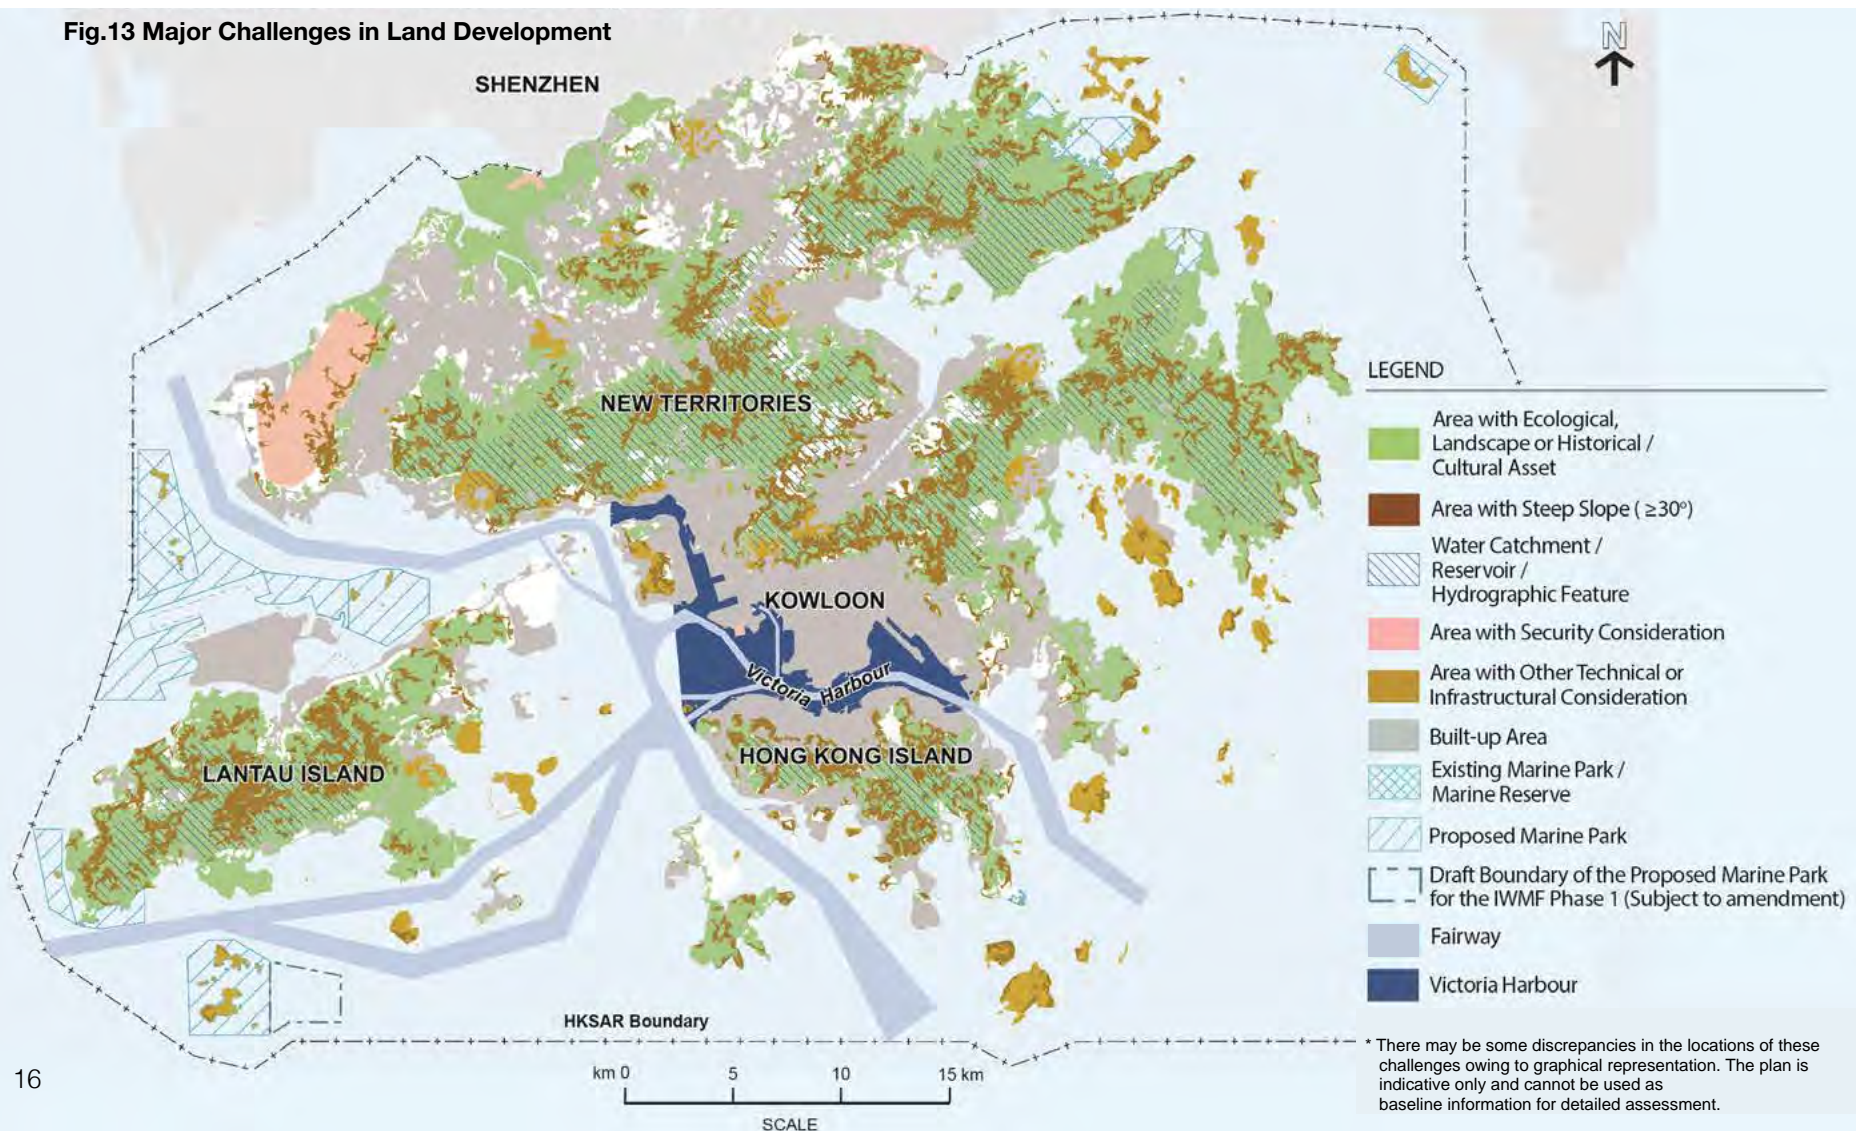 Fig.13 Major Challenges in Land Development
SHENZHEN
N
NEW TERRITORIES
KOWLOON
Victoria Harbour
HONG KONG ISLAND
LANTAU ISLAND
HKSAR Boundary
LEGEND
Area with Ecological,
Landscape or Historical /
Cultural Asset
Area with Steep Slope ( ≥30º)
Water Catchment /
Reservoir /
Hydrographic Feature
Area with Security Consideration
Area with Other Technical or
Infrastructural Consideration
Built-up Area
Existing Marine Park /
Marine Reserve
Proposed Marine Park
Draft Boundary of the Proposed Marine Park
for the IWMF Phase 1 (Subject to amendment)
Fairway
Victoria Harbour
* There may be some discrepancies in the locations of these
challenges owing to graphical representation. The plan is
indicative only and cannot be used as
baseline information for detailed assessment.
km 0 5 10 15 km
SCALE
16